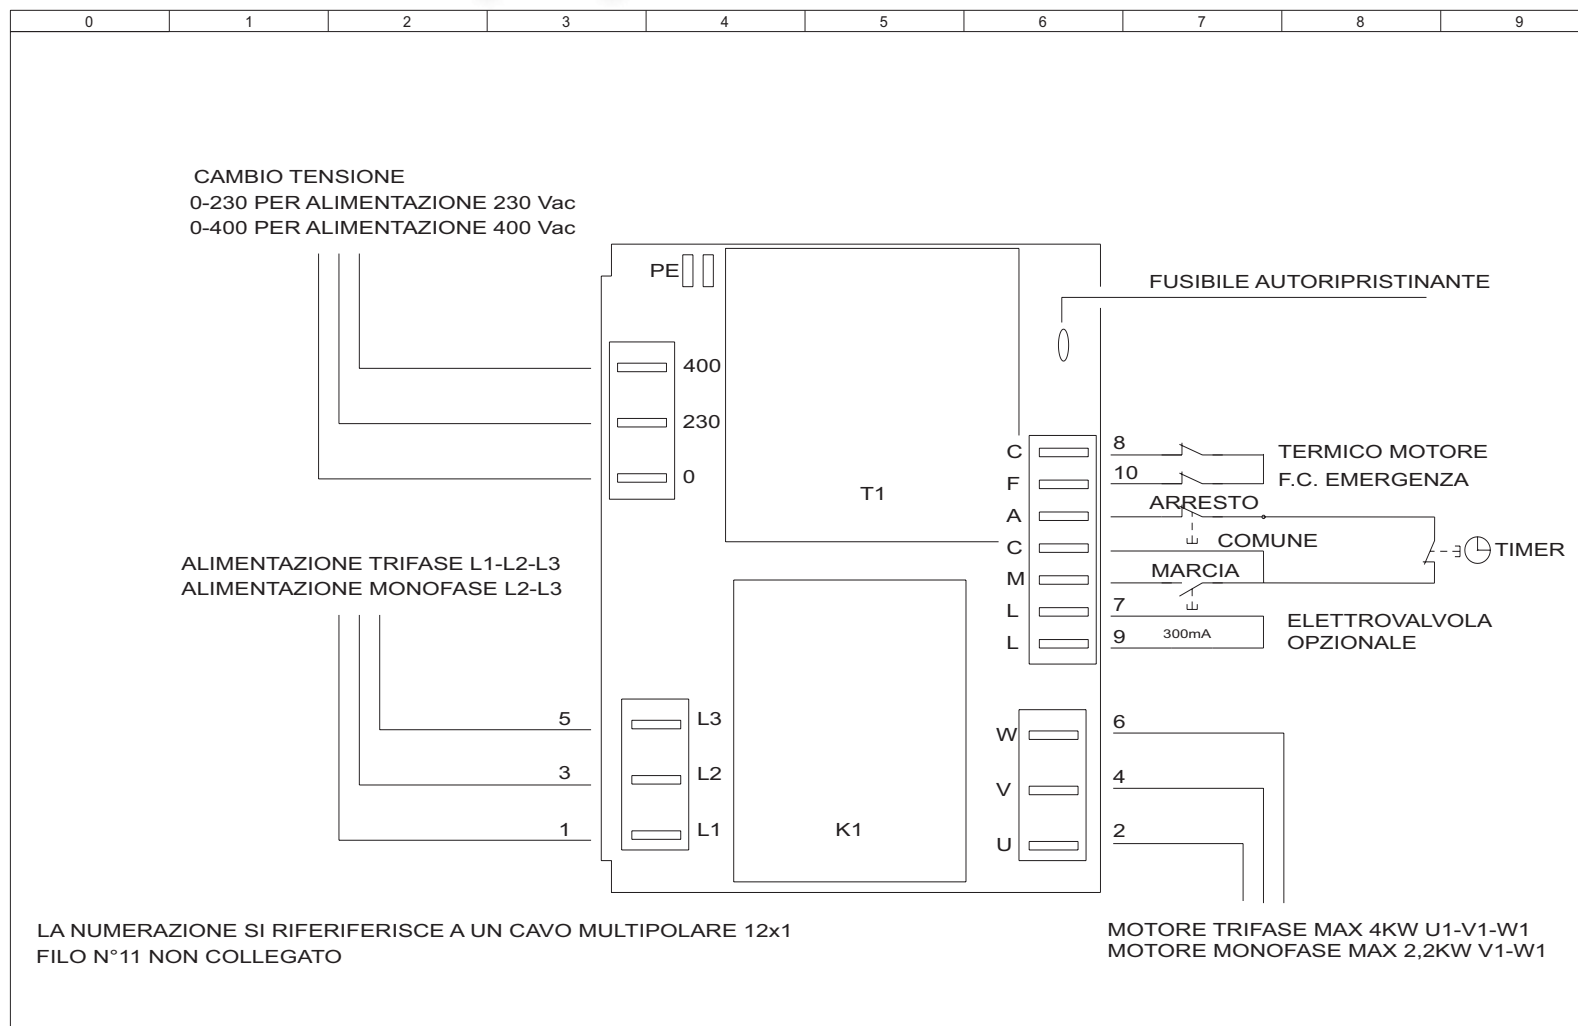 0 1 2 3 4 5 6 7 8 9
CAMBIO TENSIONE
0-230 PER ALIMENTAZIONE 230 Vac
0-400 PER ALIMENTAZIONE 400 Vac
PE
FUSIBILE AUTORIPRISTINANTE
400
230
0
T1
C 8 TERMICO MOTORE
F 10 F.C. EMERGENZA
A ARRESTO
C COMUNE
TIMER
M MARCIA
L 7 ELETTROVALVOLA
L 9 300mA OPZIONALE
ALIMENTAZIONE TRIFASE L1-L2-L3
ALIMENTAZIONE MONOFASE L2-L3
5 L3
3 L2
1 L1
K1
W 6
V 4
U 2
LA NUMERAZIONE SI RIFERIFERISCE A UN CAVO MULTIPOLARE 12x1
FILO N°11 NON COLLEGATO
MOTORE TRIFASE MAX 4KW U1-V1-W1
MOTORE MONOFASE MAX 2,2KW V1-W1